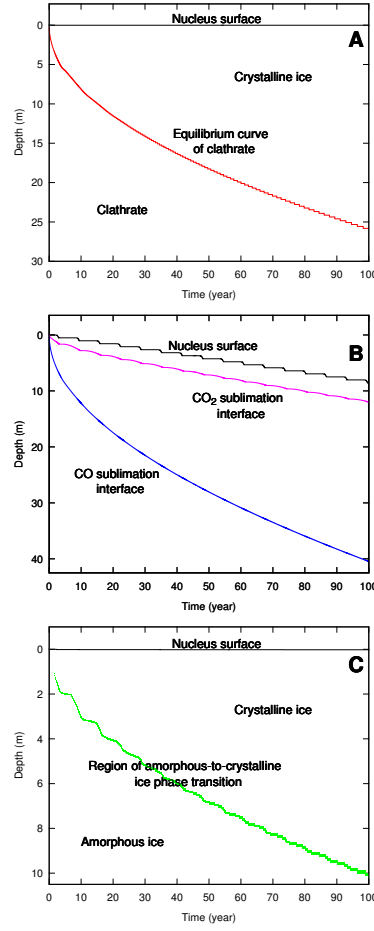 Nucleus surface
A
Crystalline ice
Equilibrium curve
of clathrate
Clathrate
0
5
10
15
20
25
30
Depth (m)
0 10 20 30 40 50 60 70 80 90 100
Time (year)
B
Nucleus surface
CO2 sublimation
interface
CO sublimation
interface
0
10
20
30
40
Depth (m)
0 10 20 30 40 50 60 70 80 90 100
Time (year)
Nucleus surface
C
Crystalline ice
Region of amorphous-to-crystalline
ice phase transition
Amorphous ice
0
2
4
6
8
10
Depth (m)
0 10 20 30 40 50 60 70 80 90 100
Time (year)